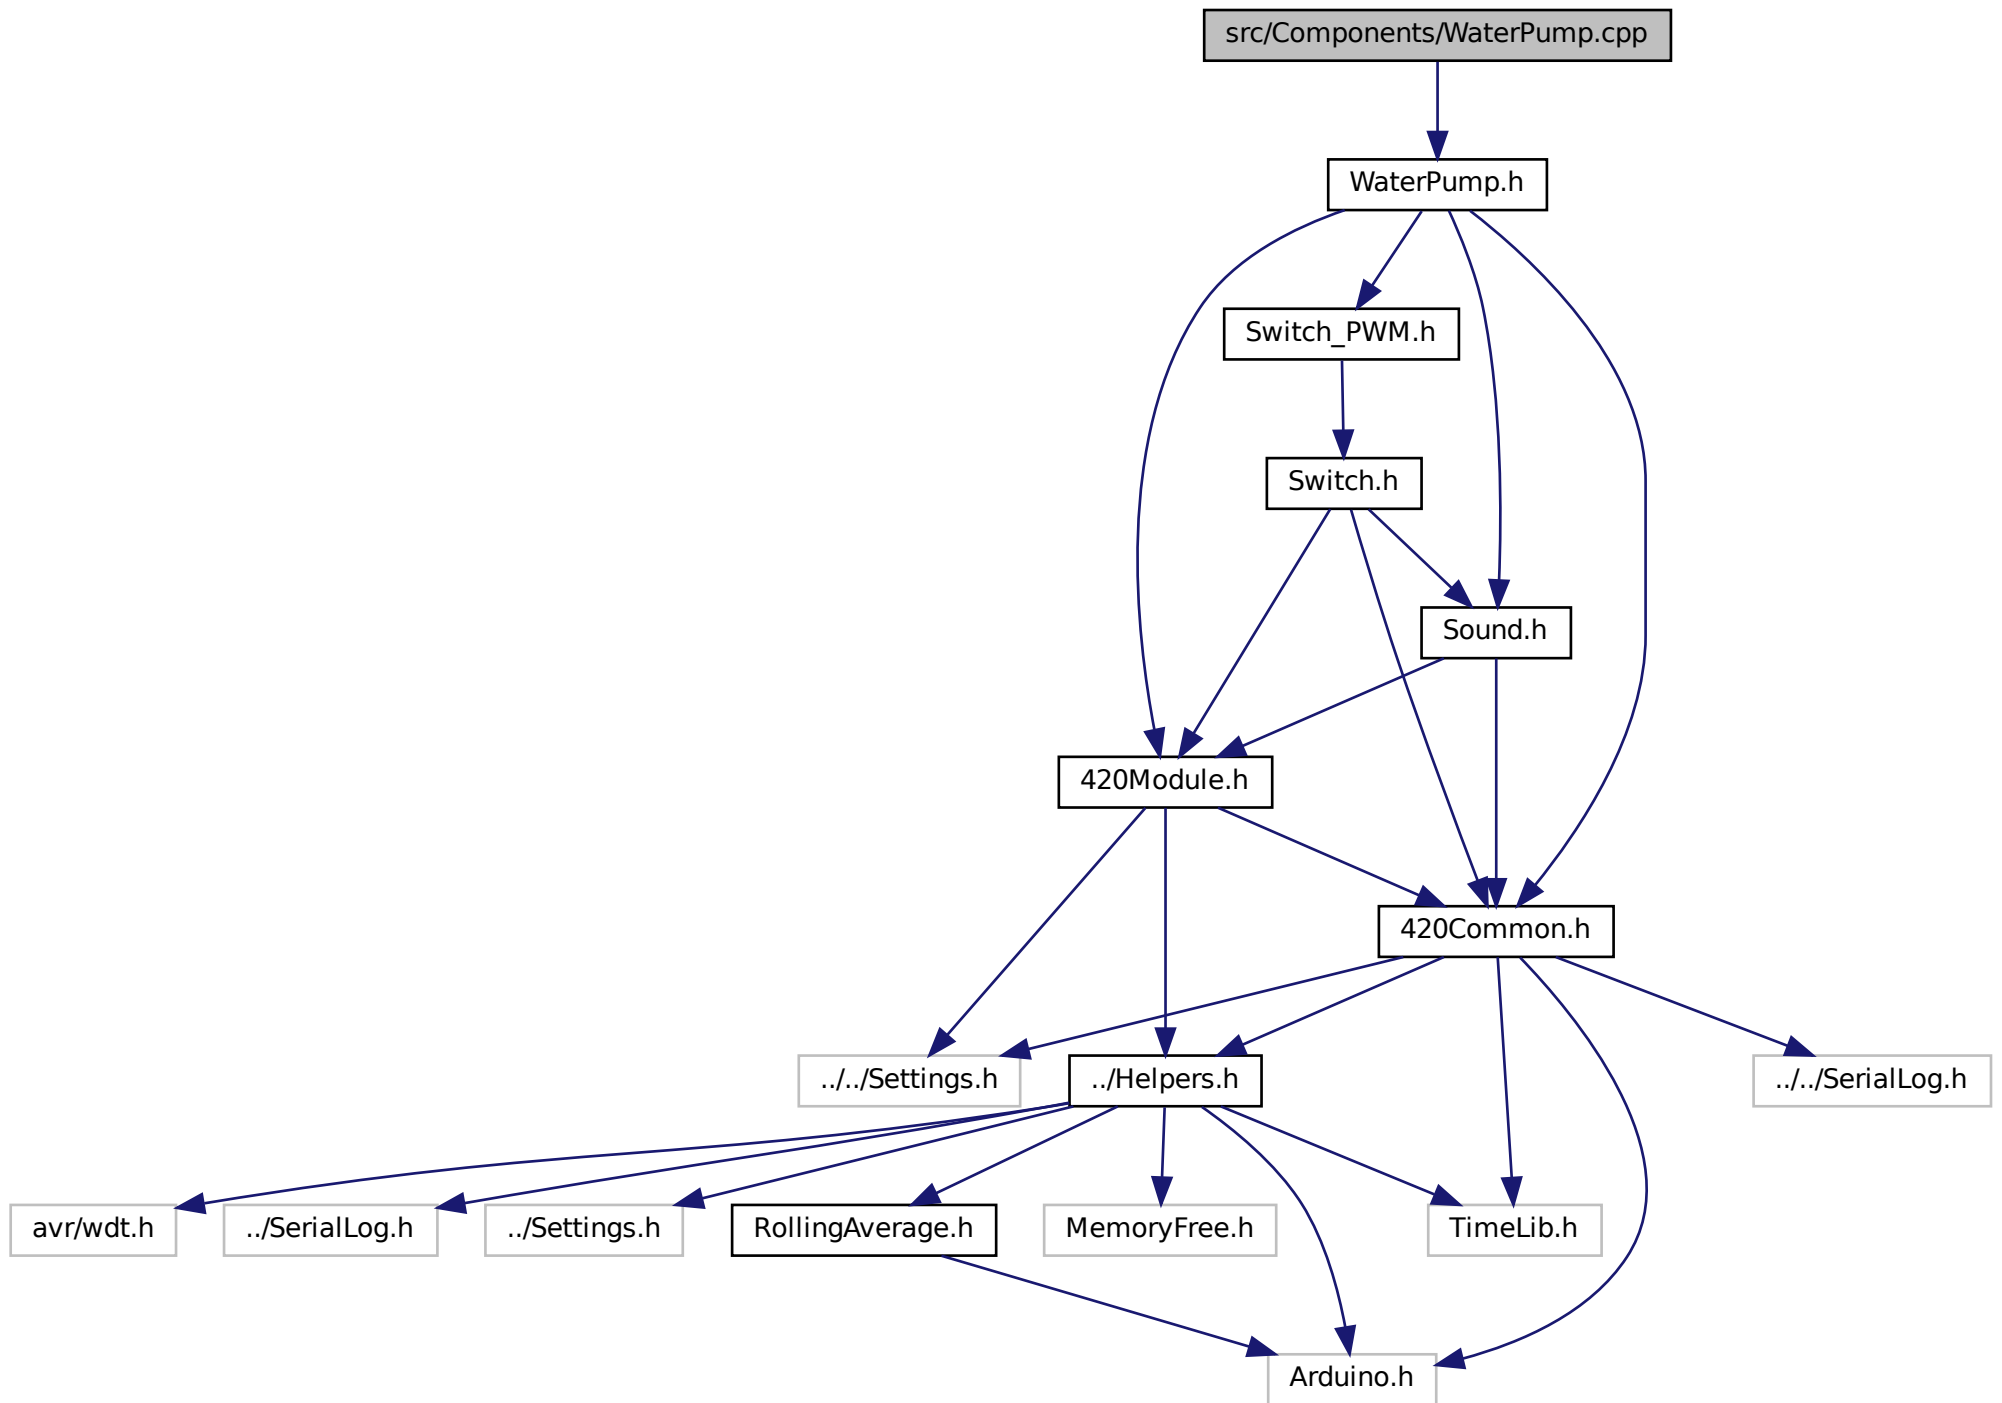 src/Components/WaterPump.cpp
WaterPump.h
Switch_PWM.h
Switch.h
Sound.h
420Module.h
420Common.h
../../Settings.h
../Helpers.h
../../SerialLog.h
avr/wdt.h
../SerialLog.h
../Settings.h
RollingAverage.h
MemoryFree.h
TimeLib.h
Arduino.h